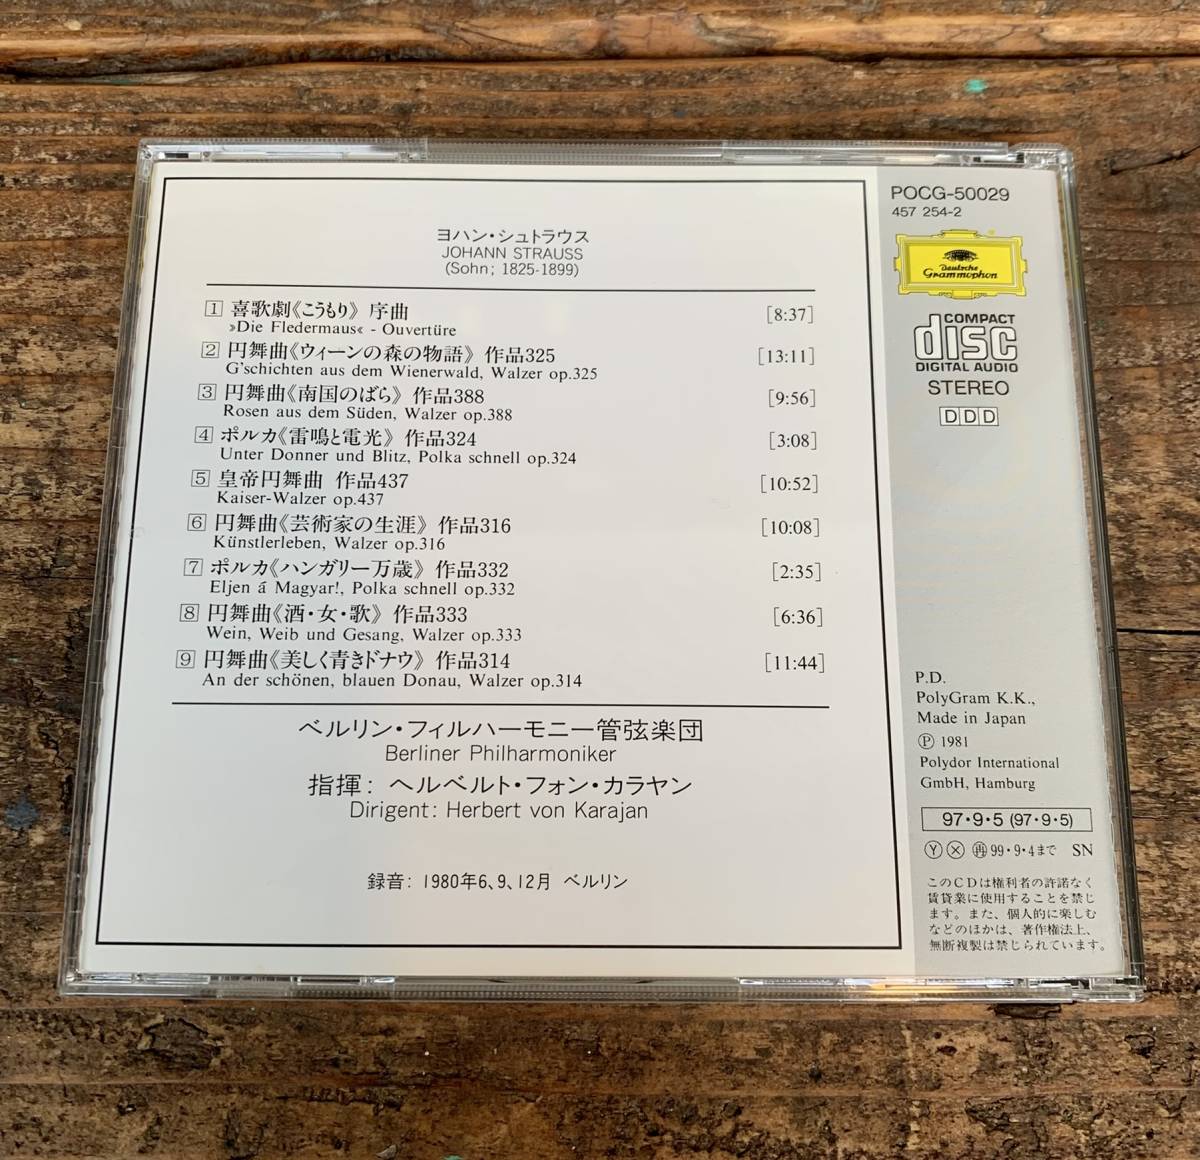 ヨハン・シュトラウス
JOHANN STRAUSS
(Sohn; 1825-1899)
1 喜歌劇《こうもり》 序曲 [8:37]
»Die Fledermaus« - Ouvertüre
2 円舞曲《ウィーンの森の物語》 作品325 [13:11]
G'schichten aus dem Wienerwald, Walzer op.325
3 円舞曲《南国のばら》 作品388 [9:56]
Rosen aus dem Süden, Walzer op.388
4 ポルカ《雷鳴と電光》 作品324 [3:08]
Unter Donner und Blitz, Polka schnell op.324
5 皇帝円舞曲 作品437 [10:52]
Kaiser-Walzer op.437
6 円舞曲《芸術家の生涯》 作品316 [10:08]
Künstlerleben, Walzer op.316
7 ポルカ《ハンガリー万歳》 作品332 [2:35]
Eljen á Magyar!, Polka schnell op.332
8 円舞曲《酒・女・歌》 作品333 [6:36]
Wein, Weib und Gesang, Walzer op.333
9 円舞曲《美しく青きドナウ》 作品314 [11:44]
An der schönen, blauen Donau, Walzer op.314
ベルリン・フィルハーモニー管弦楽団
Berliner Philharmoniker
指揮: ヘルベルト・フォン・カラヤン
Dirigent: Herbert von Karajan
録音: 1980年6、9、12月 ベルリン
POCG-50029
457 254-2
Deutsche
Grammophon
COMPACT
disc
DIGITAL AUDIO
STEREO
DDD
P.D.
PolyGram K.K.,
Made in Japan
Ⓟ 1981
Polydor International
GmbH, Hamburg
97・9・5 (97・9・5)
Ⓨ Ⓧ 再 99・9・4まで SN
このCDは権利者の許諾なく
賃貸業に使用することを禁じ
ます。また、個人的に楽しむ
などのほかは、著作権法上、
無断複製は禁じられています。